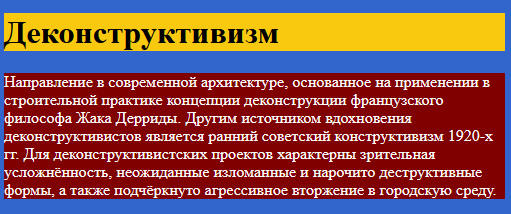 Деконструктивизм
Направление в современной архитектуре, основанное на применении в
строительной практике концепции деконструкции французского
философа Жака Дерриды. Другим источником вдохновения
деконструктивистов является ранний советский конструктивизм 1920-х
гг. Для деконструктивистских проектов характерны зрительная
усложнённость, неожиданные изломанные и нарочито деструктивные
формы, а также подчёркнуто агрессивное вторжение в городскую среду.